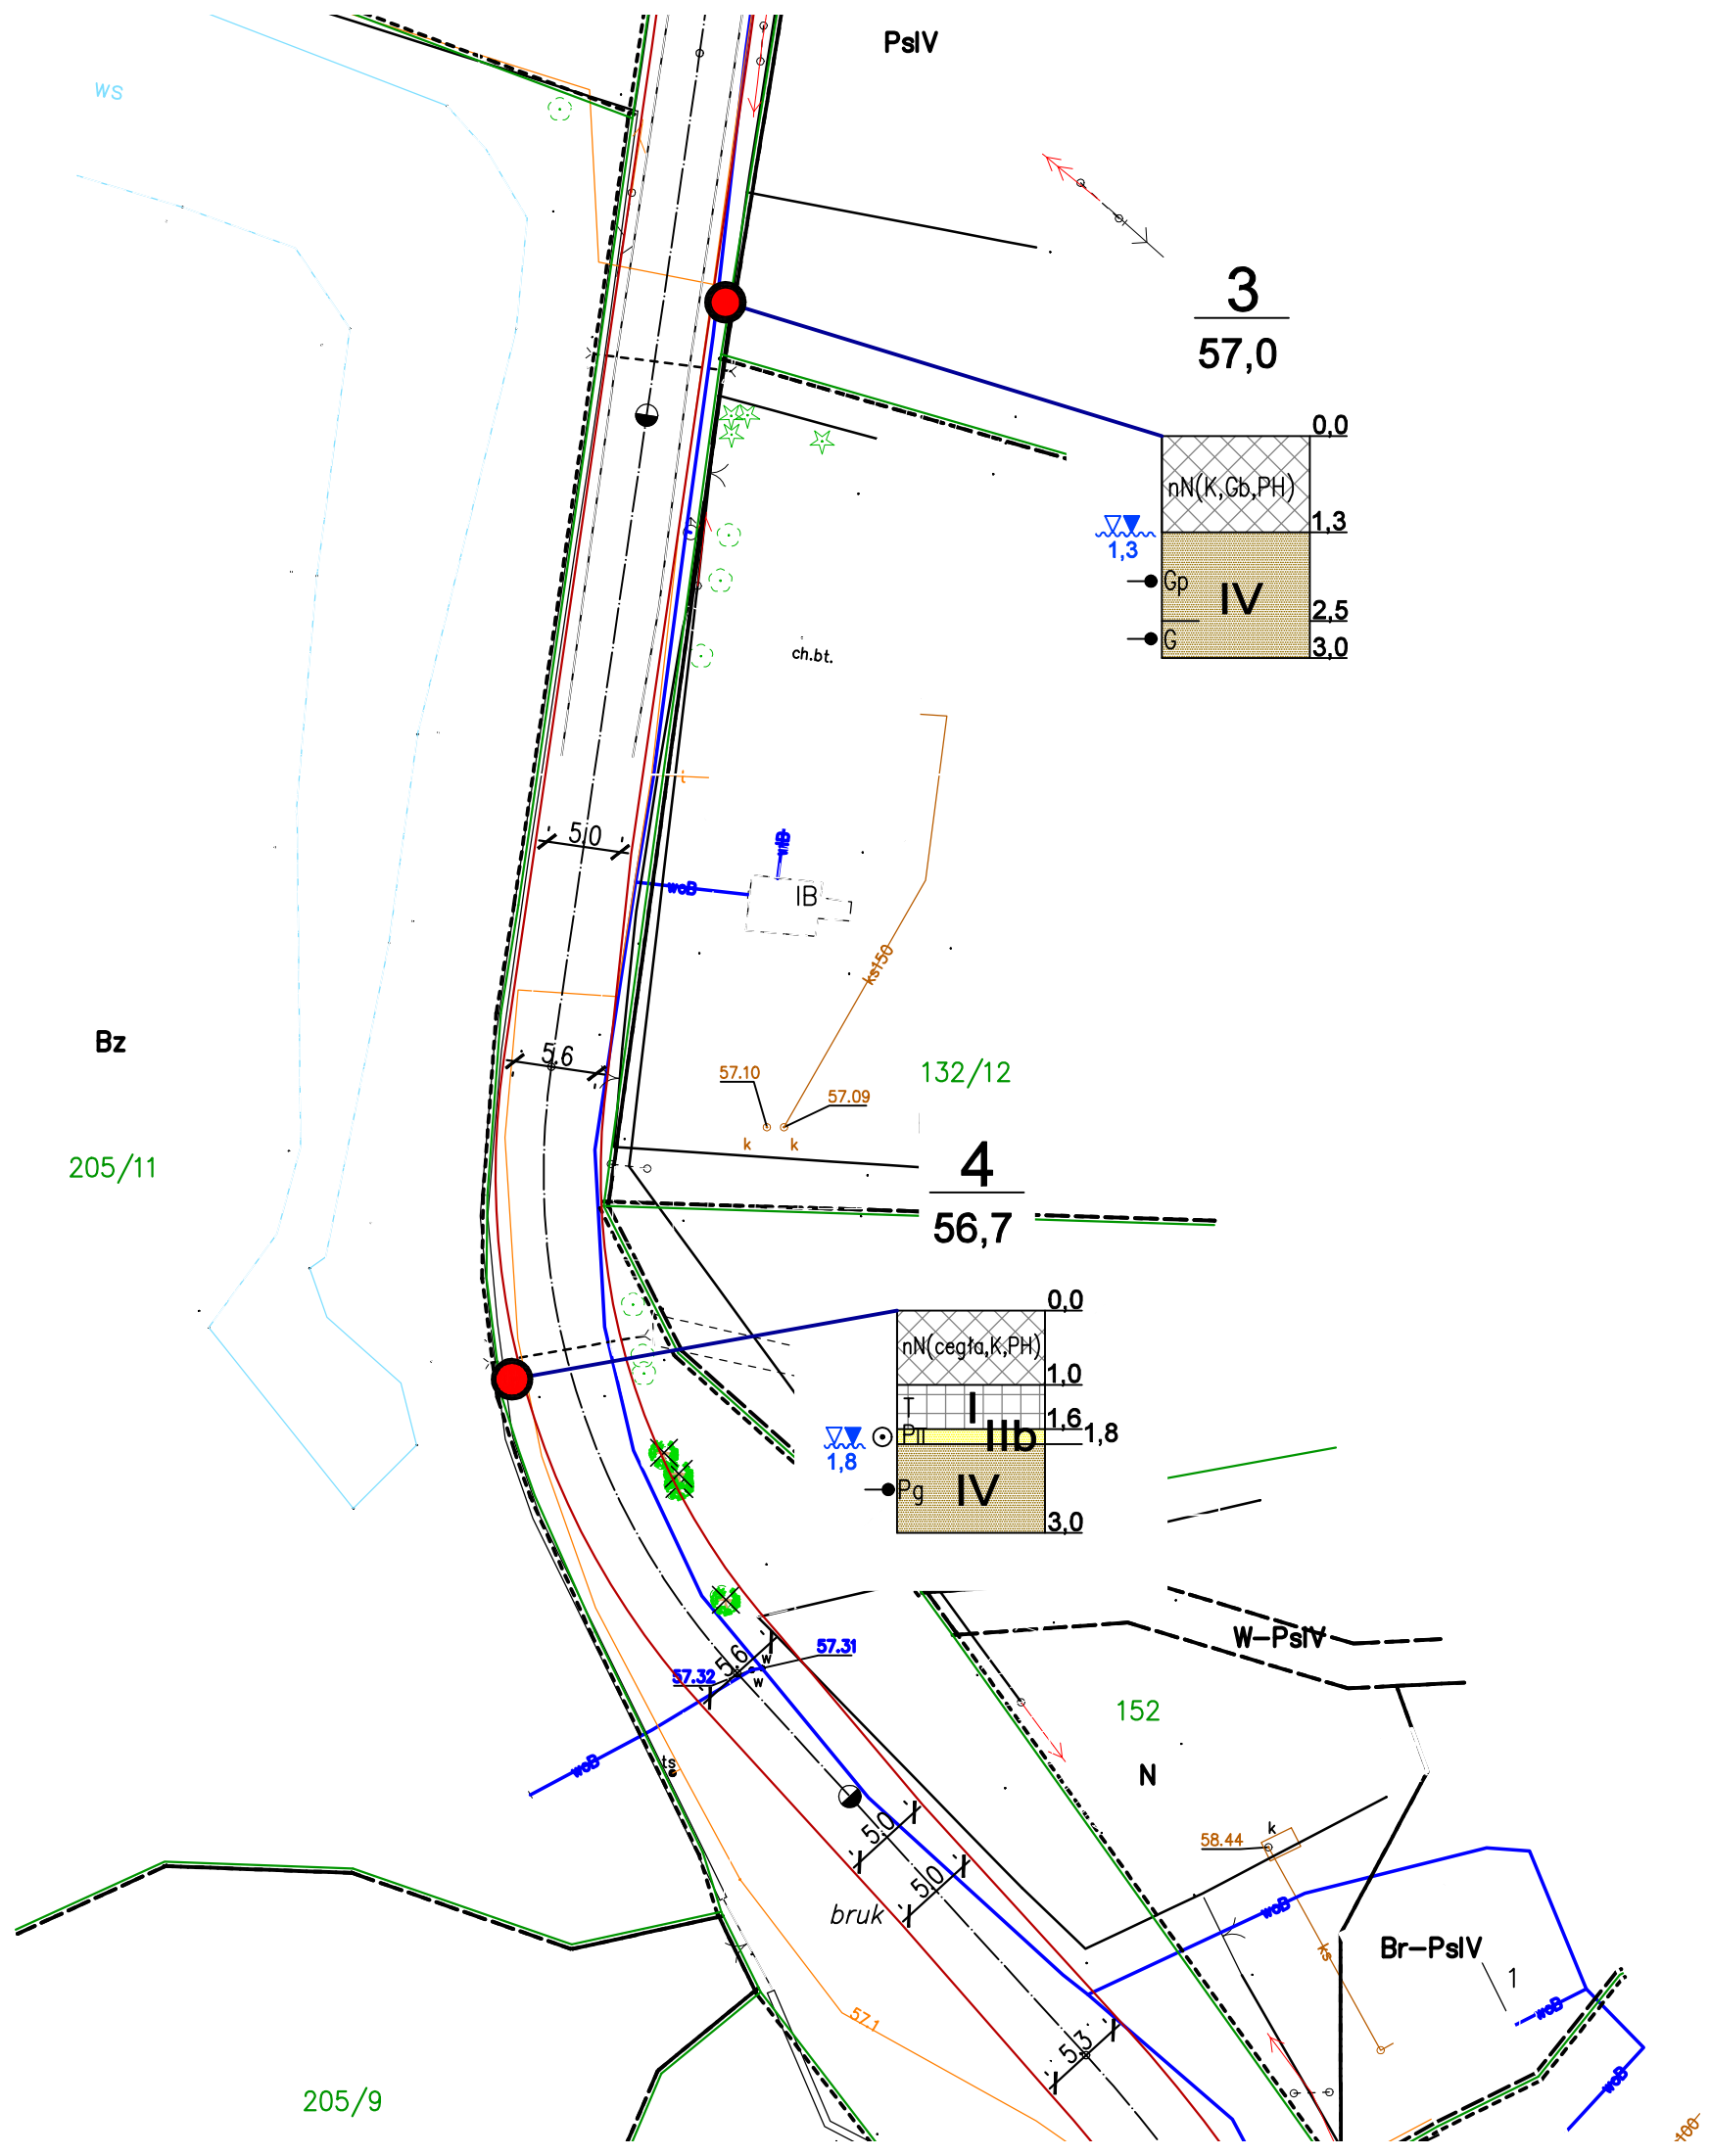 PsIV
ws
3
57,0
0,0
nN(K,Gb,PH)
1,3
1,3
Gp
IV
2,5
G
3,0
ch.bt.
t
5.0
woB
IB
ks150
Bz
5.6
57.10
132/12
57.09
k
k
205/11
4
56,7
0,0
nN(cegła,K,PH)
1,0
T
I
1,6
PII
IIb
1,8
1,8
Pg
IV
3,0
W-PsIV
57.31
5.6
w
57.32
w
152
woB
ts
N
5.0
58.44
k
5.0
bruk
woB
ks
Br-PsIV
1
57.1
woB
5.3
woB
205/9
100